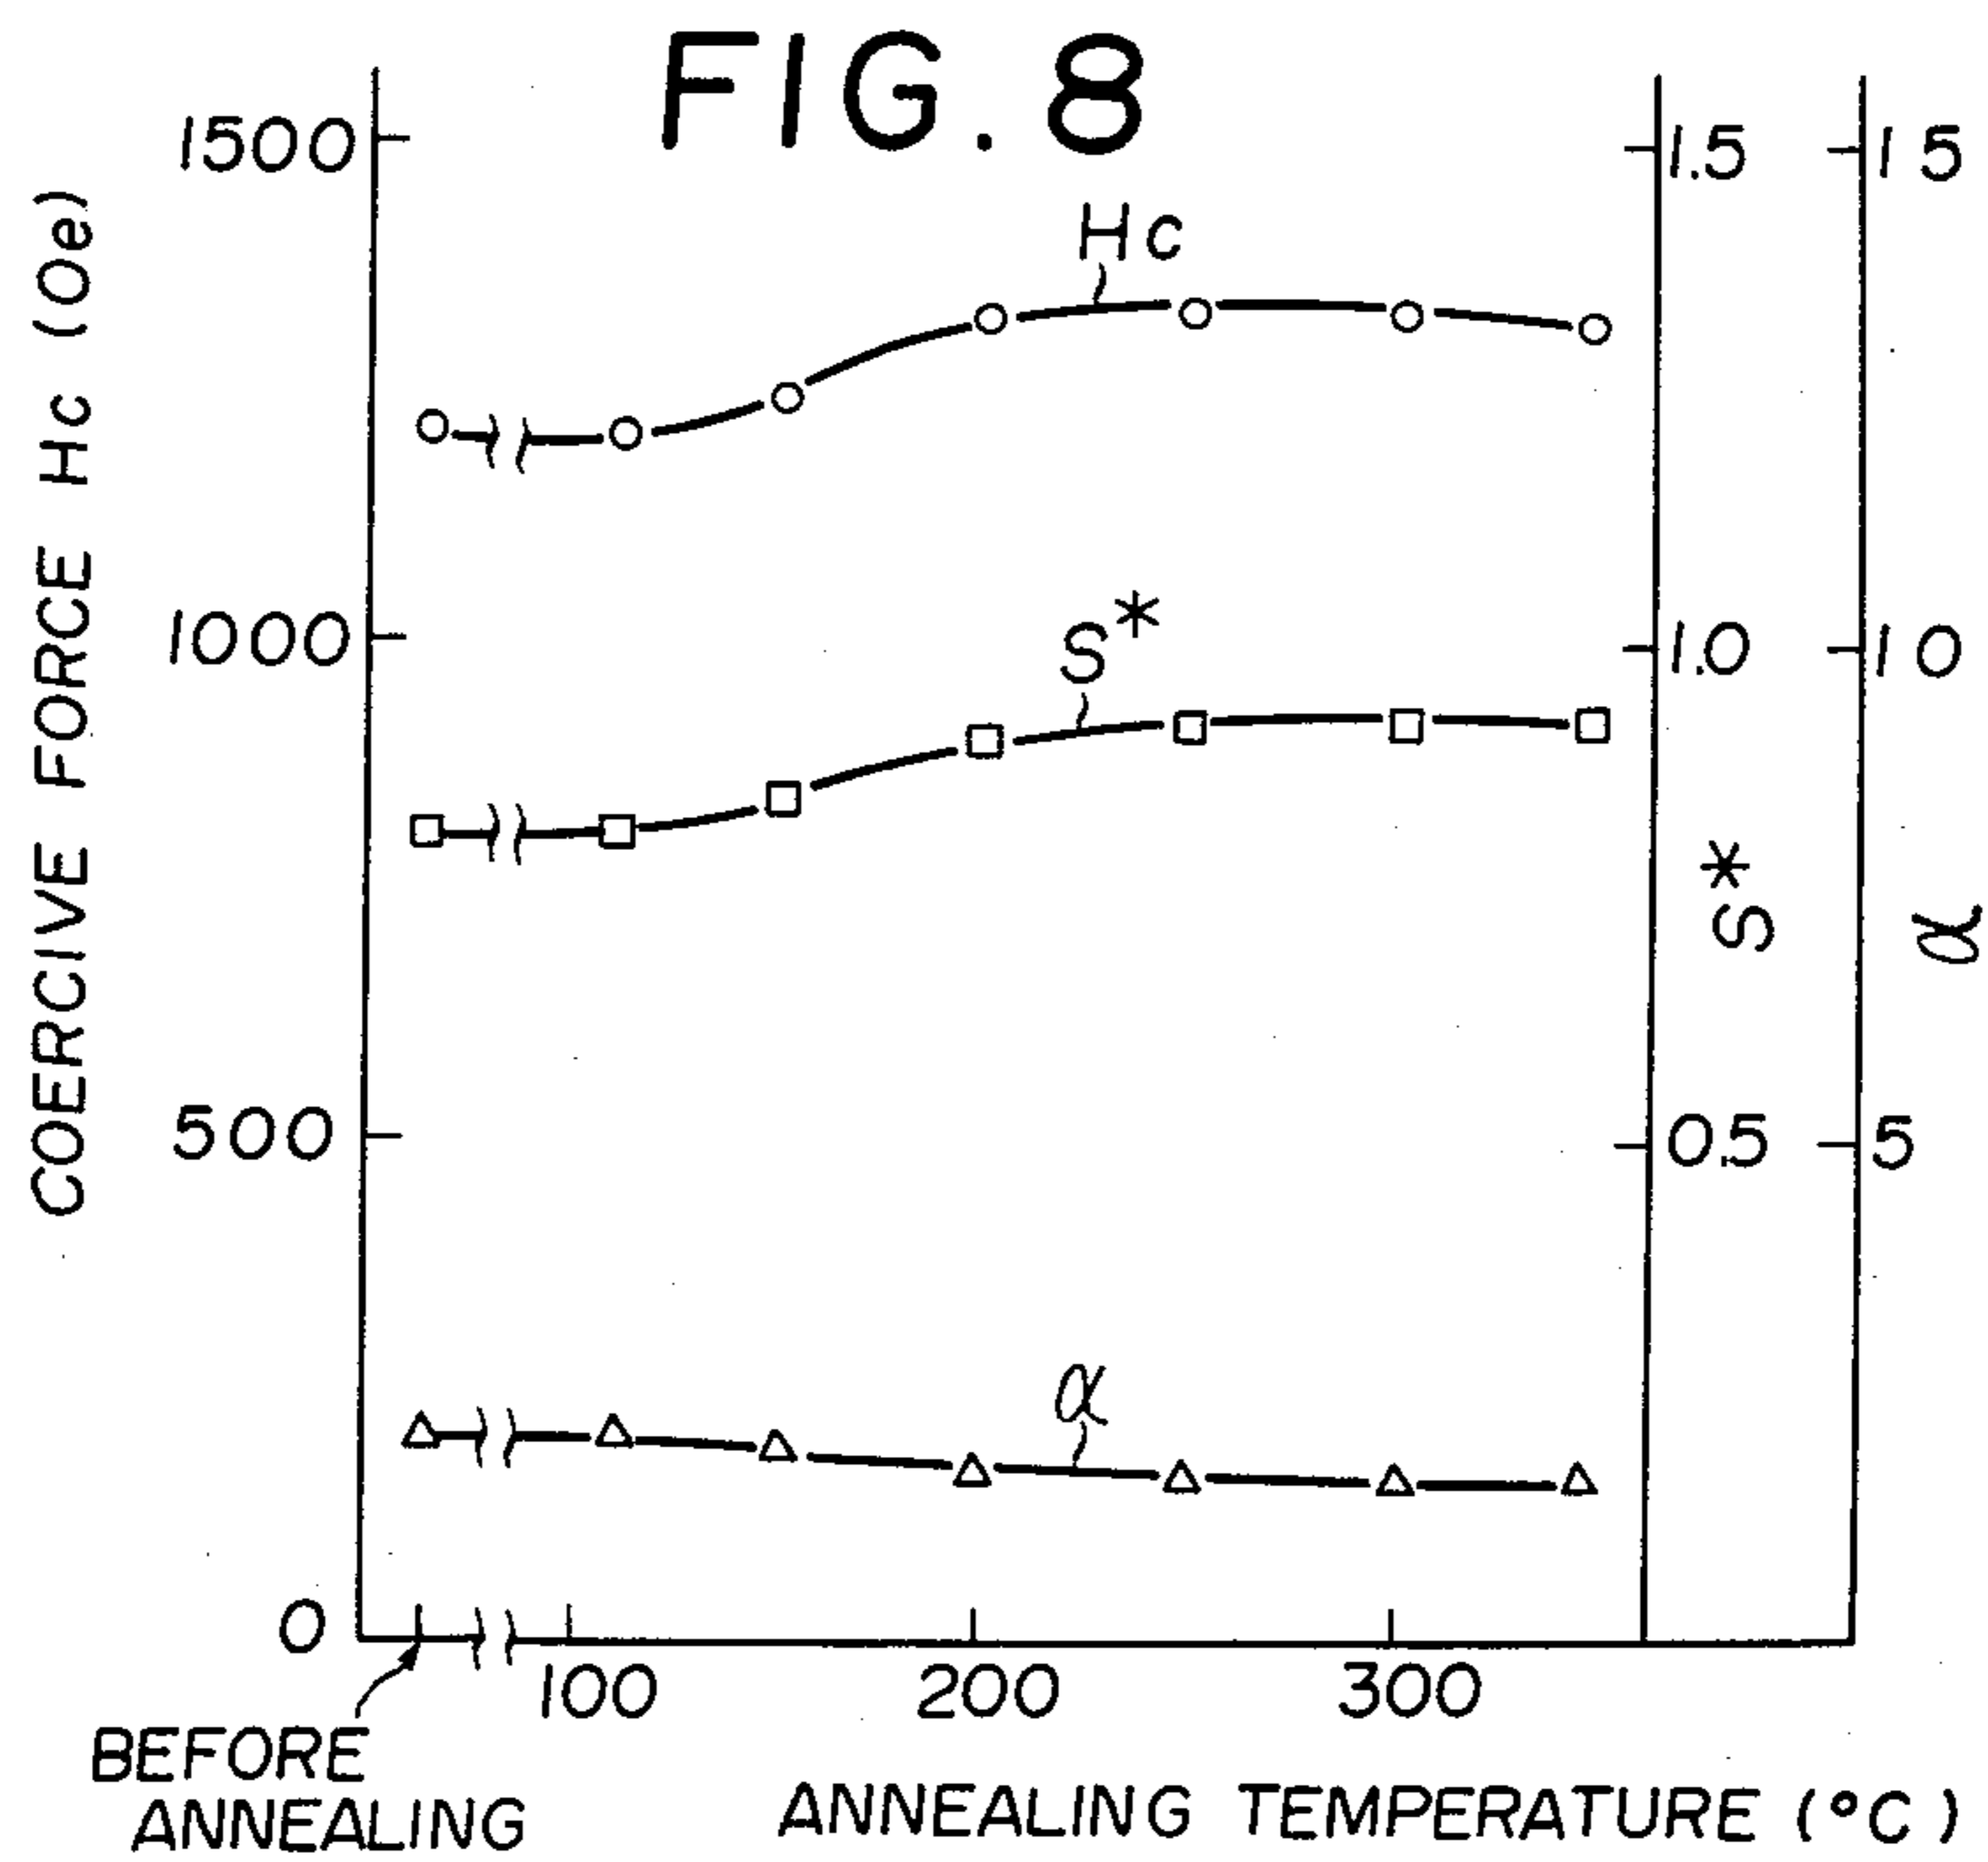 FIG. 8
COERCIVE FORCE Hc (Oe)
1500
1000
500
0
Hc
S*
α
1.5
1.0
0.5
S*
15
10
5
α
100
200
300
BEFORE
ANNEALING
ANNEALING TEMPERATURE (°C)